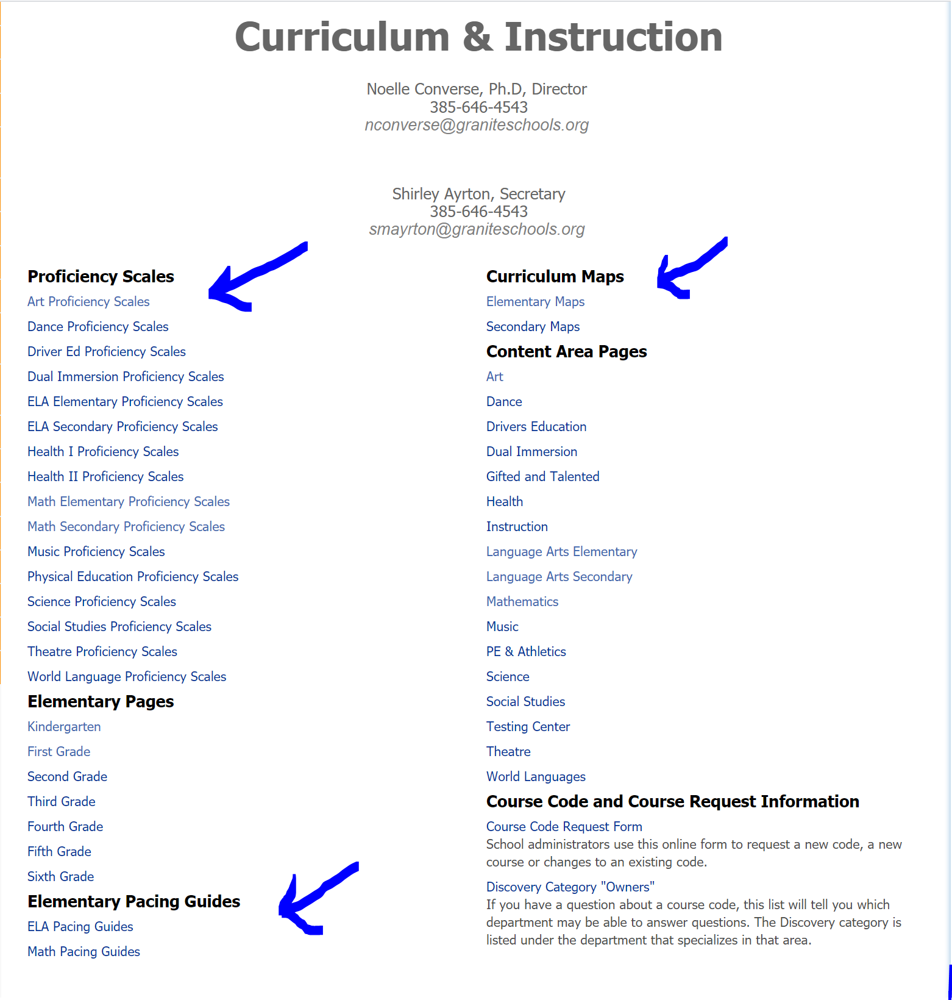 Curriculum & Instruction
Noelle Converse, Ph.D, Director
385-646-4543
nconverse@graniteschools.org
Shirley Ayrton, Secretary
385-646-4543
smayrton@graniteschools.org
Proficiency Scales
Art Proficiency Scales
Dance Proficiency Scales
Driver Ed Proficiency Scales
Dual Immersion Proficiency Scales
ELA Elementary Proficiency Scales
ELA Secondary Proficiency Scales
Health I Proficiency Scales
Health II Proficiency Scales
Math Elementary Proficiency Scales
Math Secondary Proficiency Scales
Music Proficiency Scales
Physical Education Proficiency Scales
Science Proficiency Scales
Social Studies Proficiency Scales
Theatre Proficiency Scales
World Language Proficiency Scales
Elementary Pages
Kindergarten
First Grade
Second Grade
Third Grade
Fourth Grade
Fifth Grade
Sixth Grade
Elementary Pacing Guides
ELA Pacing Guides
Math Pacing Guides
Curriculum Maps
Elementary Maps
Secondary Maps
Content Area Pages
Art
Dance
Drivers Education
Dual Immersion
Gifted and Talented
Health
Instruction
Language Arts Elementary
Language Arts Secondary
Mathematics
Music
PE & Athletics
Science
Social Studies
Testing Center
Theatre
World Languages
Course Code and Course Request Information
Course Code Request Form
School administrators use this online form to request a new code, a new
course or changes to an existing code.
Discovery Category "Owners"
If you have a question about a course code, this list will tell you which
department may be able to answer questions. The Discovery category is
listed under the department that specializes in that area.